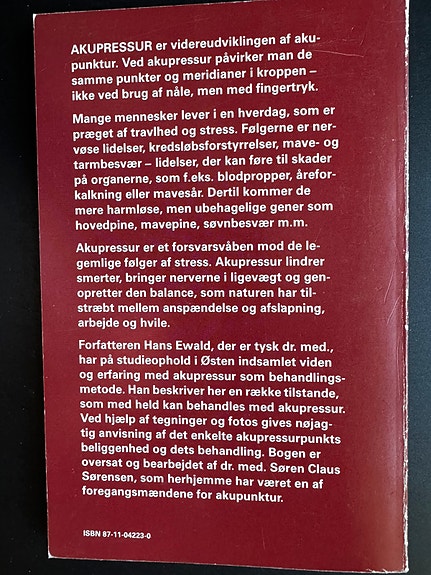 AKUPRESSUR er videreudviklingen af aku-
punktur. Ved akupressur påvirker man de
samme punkter og meridianer i kroppen –
ikke ved brug af nåle, men med fingertryk.
Mange mennesker lever i en hverdag, som er
præget af travlhed og stress. Følgerne er ner-
vøse lidelser, kredsløbsforstyrrelser, mave- og
tarmbesvær – lidelser, der kan føre til skader
på organerne, som f.eks. blodpropper, årefor-
kalkning eller mavesår. Dertil kommer de
mere harmløse, men ubehagelige gener som
hovedpine, mavepine, søvnbesvær m.m.
Akupressur er et forsvarsvåben mod de le-
gemlige følger af stress. Akupressur lindrer
smerter, bringer nerverne i ligevægt og gen-
opretter den balance, som naturen har til-
stræbt mellem anspændelse og afslapning,
arbejde og hvile.
Forfatteren Hans Ewald, der er tysk dr. med.,
har på studieophold i Østen indsamlet viden
og erfaring med akupressur som behandlings-
metode. Han beskriver her en række tilstande,
som med held kan behandles med akupressur.
Ved hjælp af tegninger og fotos gives nøjag-
tig anvisning af det enkelte akupressurpunkts
beliggenhed og dets behandling. Bogen er
oversat og bearbejdet af dr. med. Søren Claus
Sørensen, som herhjemme har været en af
foregangsmændene for akupunktur.
ISBN 87-11-04223-0